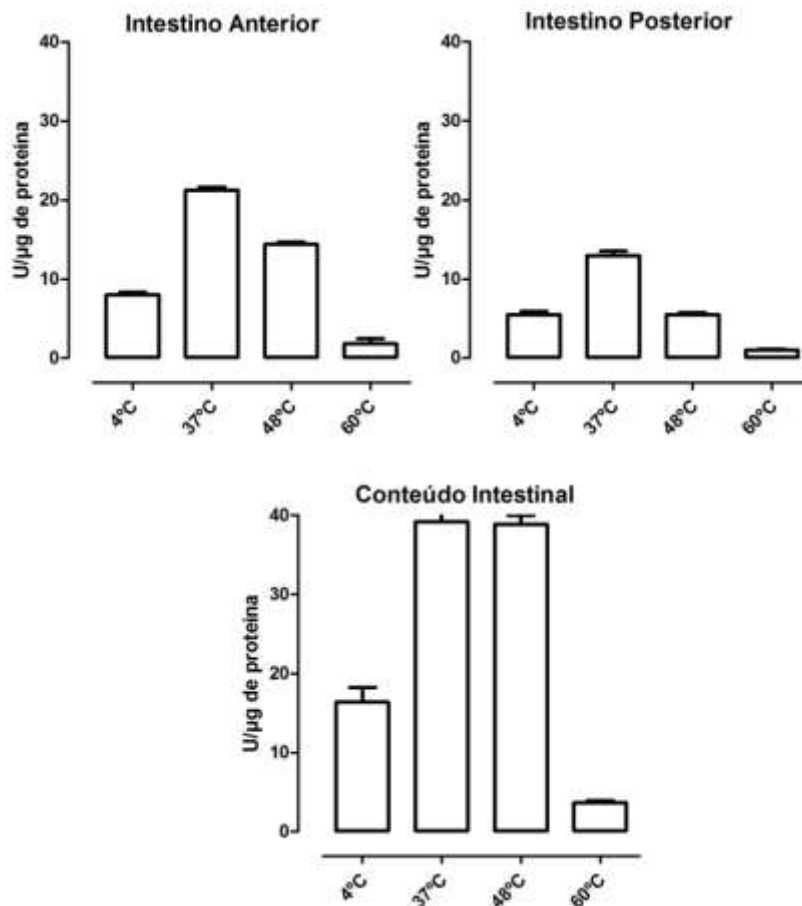 Intestino Anterior
U/µg de proteína
40
30
20
10
0
4ºC
37ºC
48ºC
60ºC
Intestino Posterior
U/µg de proteína
40
30
20
10
0
4ºC
37ºC
48ºC
60ºC
Conteúdo Intestinal
U/µg de proteína
40
30
20
10
0
4ºC
37ºC
48ºC
60ºC